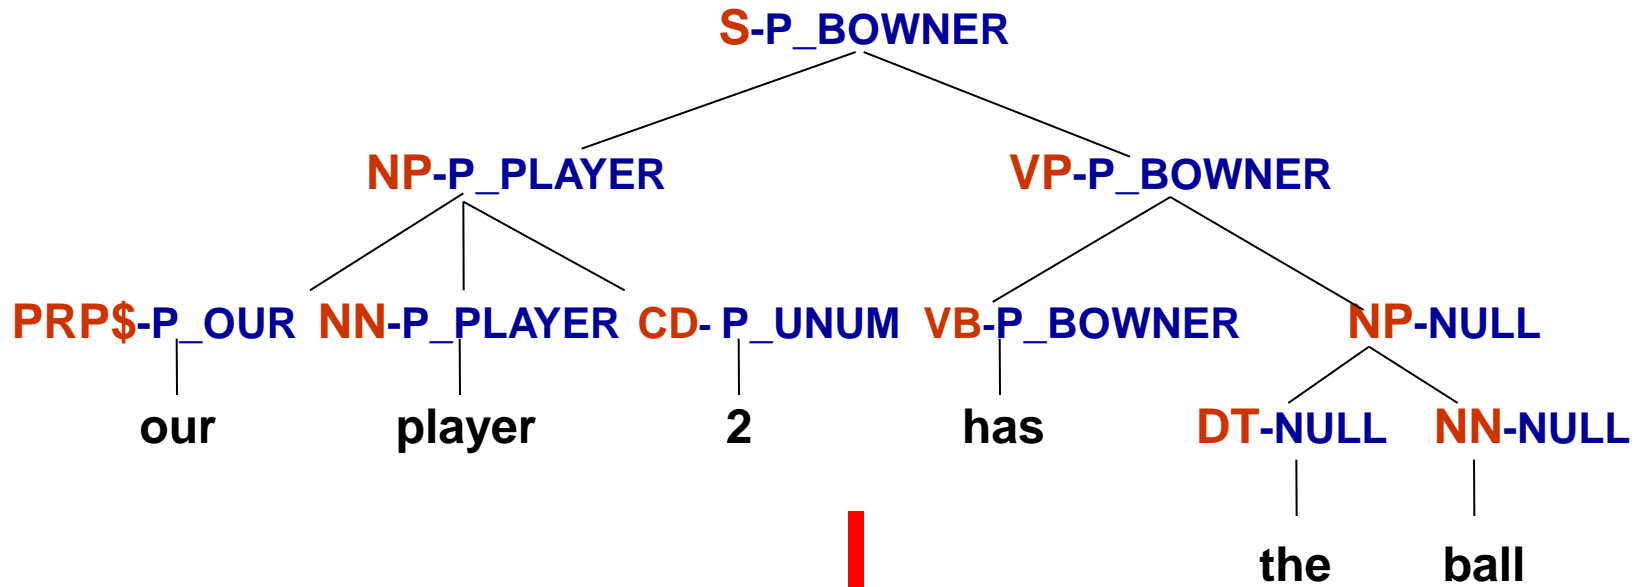 S-P_BOWNER
NP-P_PLAYER VP-P_BOWNER
PRP$-P_OUR NN-P_PLAYER CD- P_UNUM VB-P_BOWNER NP-NULL
our player 2 has DT-NULL NN-NULL
the ball